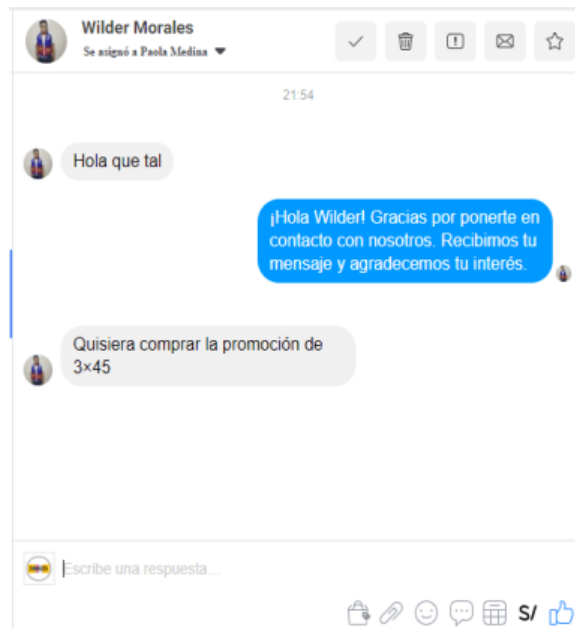 Wilder Morales
Se asignó a Paola Medina
21:54
Hola que tal
¡Hola Wilder! Gracias por ponerte en
contacto con nosotros. Recibimos tu
mensaje y agradecemos tu interés.
Quisiera comprar la promoción de
3×45
Escribe una respuesta...
S/